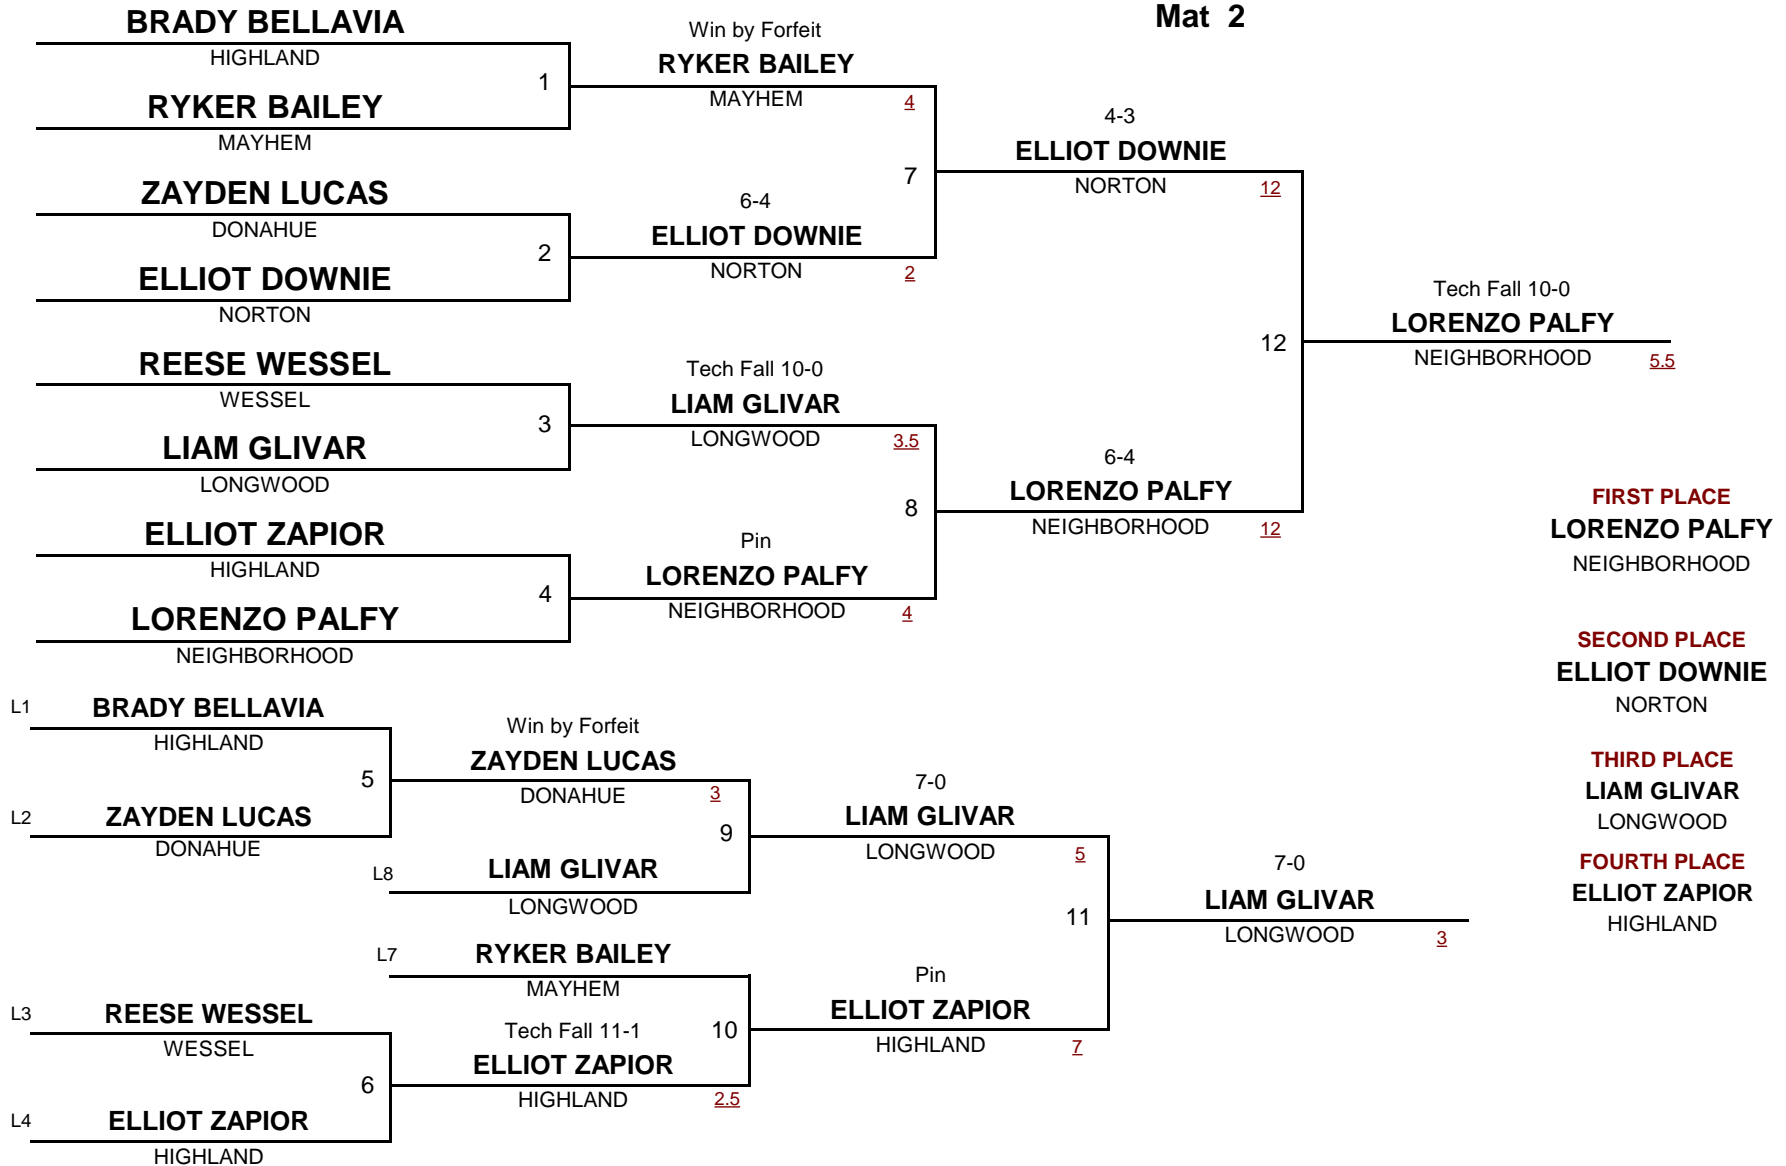 Mat 2
BRADY BELLAVIA
HIGHLAND
1
RYKER BAILEY
MAYHEM
ZAYDEN LUCAS
DONAHUE
2
ELLIOT DOWNIE
NORTON
REESE WESSEL
WESSEL
3
LIAM GLIVAR
LONGWOOD
ELLIOT ZAPIOR
HIGHLAND
4
LORENZO PALFY
NEIGHBORHOOD
Win by Forfeit
RYKER BAILEY
MAYHEM 4
7
6-4
ELLIOT DOWNIE
NORTON 2
Tech Fall 10-0
LIAM GLIVAR
LONGWOOD 3.5
8
Pin
LORENZO PALFY
NEIGHBORHOOD 4
4-3
ELLIOT DOWNIE
NORTON 12
12
6-4
LORENZO PALFY
NEIGHBORHOOD 12
Tech Fall 10-0
LORENZO PALFY
NEIGHBORHOOD 5.5
FIRST PLACE
LORENZO PALFY
NEIGHBORHOOD
SECOND PLACE
ELLIOT DOWNIE
NORTON
THIRD PLACE
LIAM GLIVAR
LONGWOOD
FOURTH PLACE
ELLIOT ZAPIOR
HIGHLAND
L1 BRADY BELLAVIA
HIGHLAND
5
L2 ZAYDEN LUCAS
DONAHUE
L3 REESE WESSEL
WESSEL
6
L4 ELLIOT ZAPIOR
HIGHLAND
Win by Forfeit
ZAYDEN LUCAS
DONAHUE 3
9
L8 LIAM GLIVAR
LONGWOOD
L7 RYKER BAILEY
MAYHEM
10
Tech Fall 11-1
ELLIOT ZAPIOR
HIGHLAND 2.5
7-0
LIAM GLIVAR
LONGWOOD 5
11
Pin
ELLIOT ZAPIOR
HIGHLAND 7
7-0
LIAM GLIVAR
LONGWOOD 3